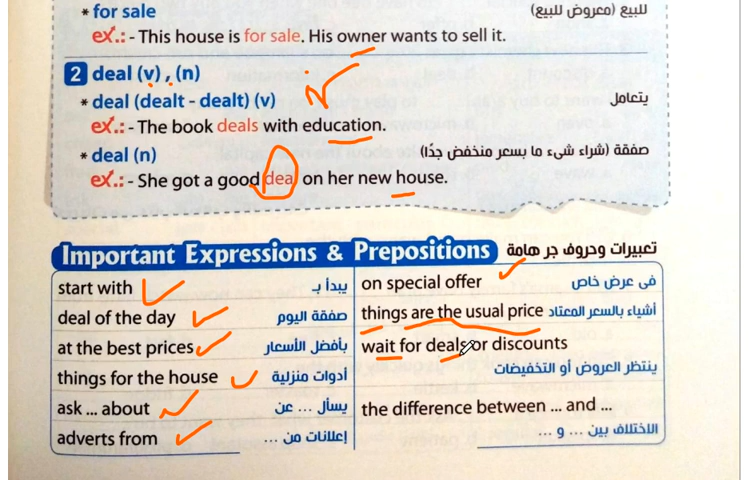 * for sale للبيع (معروض للبيع)
ex.: - This house is for sale. His owner wants to sell it.
2 deal (v) , (n)
* deal (dealt - dealt) (v) يتعامل
ex.: - The book deals with education.
* deal (n) صفقة (شراء شىء ما بسعر منخفض جدًا)
ex.: - She got a good deal on her new house.
Important Expressions & Prepositions تعبيرات وحروف جر هامة
start with يبدأ بـ
deal of the day صفقة اليوم
at the best prices بأفضل الأسعار
things for the house أدوات منزلية
ask ... about يسأل ... عن
adverts from إعلانات من ...
on special offer فى عرض خاص
things are the usual price أشياء بالسعر المعتاد
wait for deals or discounts
ينتظر العروض أو التخفيضات
the difference between ... and ...
الاختلاف بين ... و ...